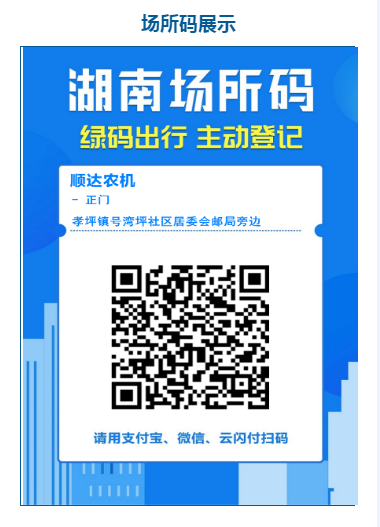 场所码展示
湖南场所码
绿码出行 主动登记
顺达农机
- 正门
孝坪镇号湾坪社区居委会邮局旁边
请用支付宝、微信、云闪付扫码